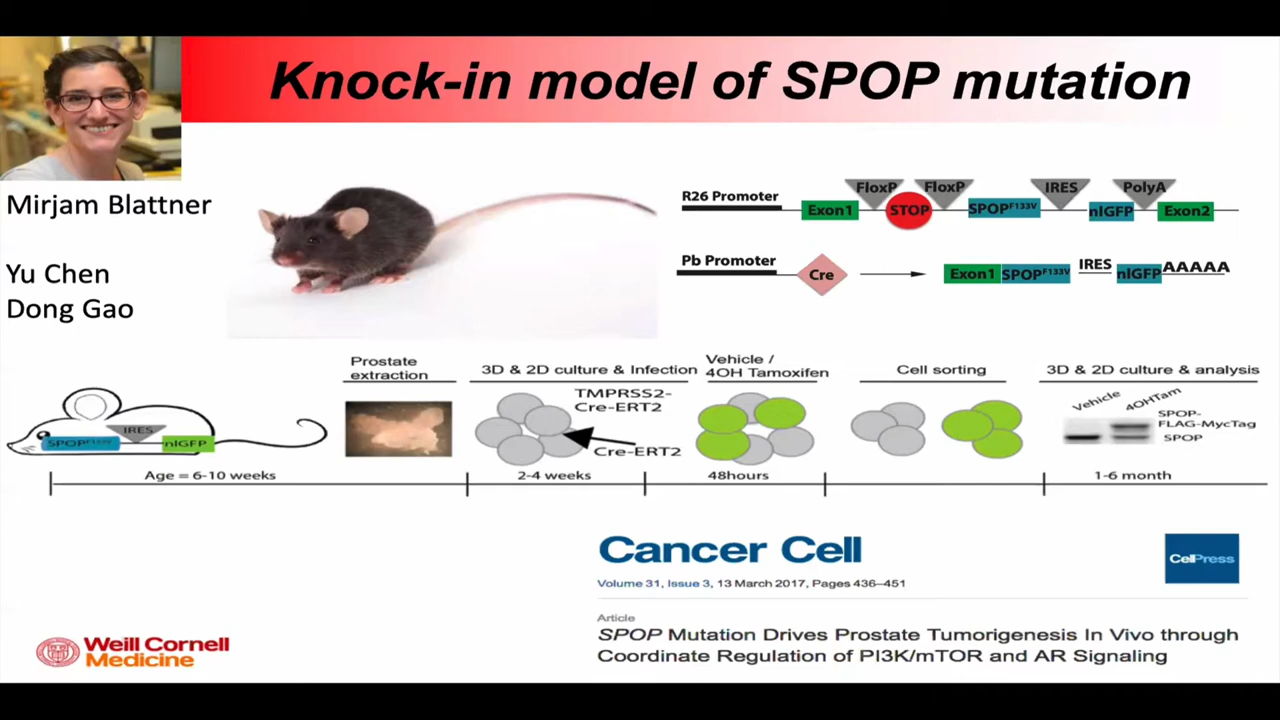 Knock-in model of SPOP mutation
Mirjam Blattner
Yu Chen
Dong Gao
R26 Promoter
FloxP
FloxP
IRES
PolyA
Exon1
STOP
SPOPF133V
nlGFP
Exon2
Pb Promoter
Cre
Exon1
SPOPF133V
IRES
nlGFP
AAAAA
Prostate
extraction
3D & 2D culture & Infection
Vehicle /
4OH Tamoxifen
Cell sorting
3D & 2D culture & analysis
TMPRSS2-
Cre-ERT2
Cre-ERT2
Vehicle
4OHTam
SPOP-
FLAG-MycTag
SPOP
SPOPF133V
IRES
nlGFP
Age = 6-10 weeks
2-4 weeks
48hours
1-6 month
Cancer Cell
CellPress
Volume 31, Issue 3, 13 March 2017, Pages 436–451
Article
SPOP Mutation Drives Prostate Tumorigenesis In Vivo through
Coordinate Regulation of PI3K/mTOR and AR Signaling
Weill Cornell
Medicine